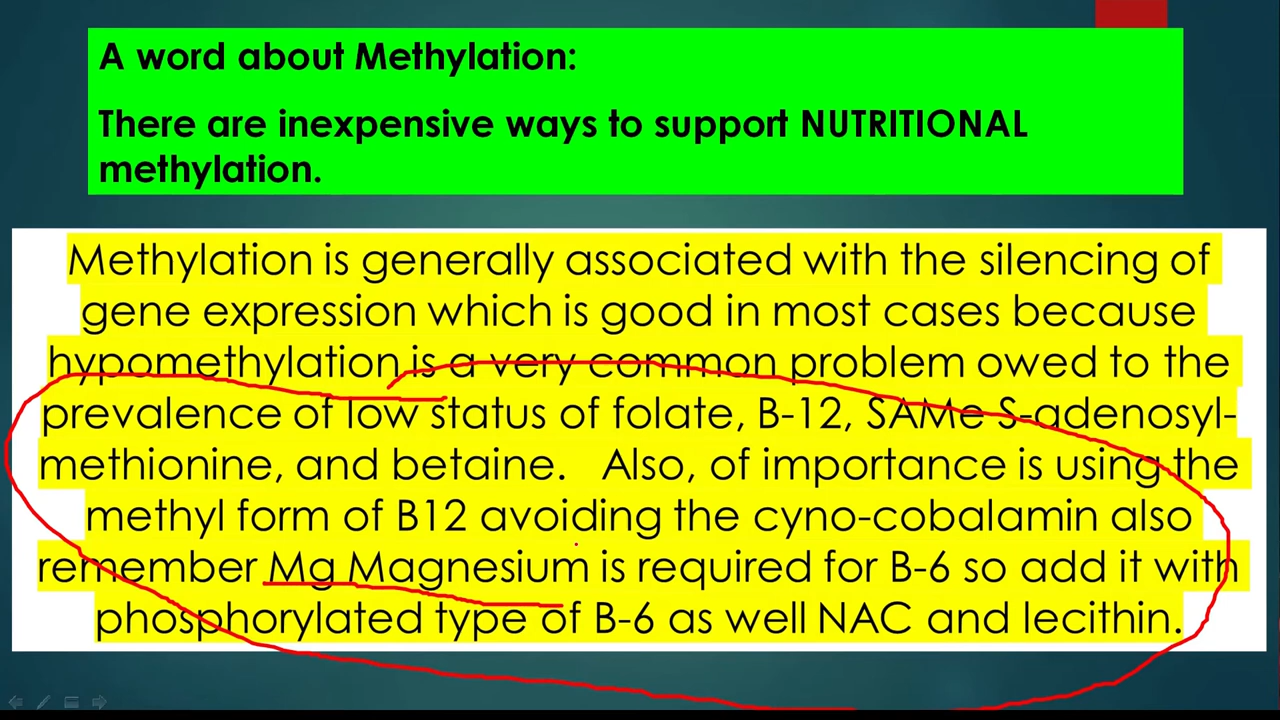 A word about Methylation:
There are inexpensive ways to support NUTRITIONAL
methylation.
Methylation is generally associated with the silencing of
gene expression which is good in most cases because
hypomethylation is a very common problem owed to the
prevalence of low status of folate, B-12, SAMe S-adenosyl-
methionine, and betaine. Also, of importance is using the
methyl form of B12 avoiding the cyno-cobalamin also
remember Mg Magnesium is required for B-6 so add it with
phosphorylated type of B-6 as well NAC and lecithin.